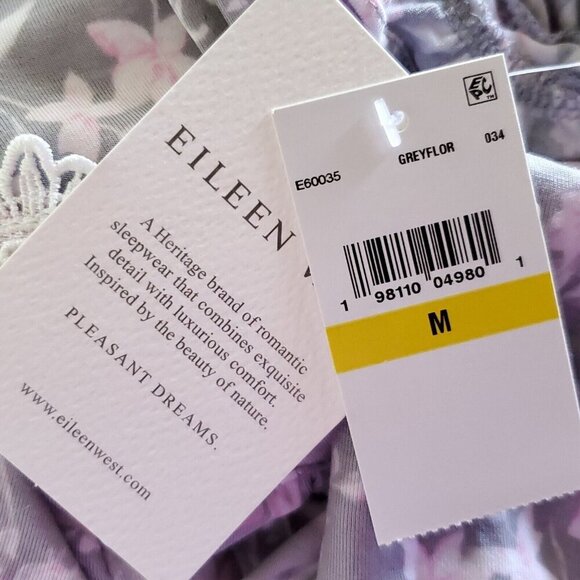 EILEEN
A Heritage brand of romantic
sleepwear that combines exquisite
detail with luxurious comfort.
Inspired by the beauty of nature.
PLEASANT DREAMS.
www.eileenwest.com
EPC™
E60035 GREYFLOR 034
1 98110 04980 1
M